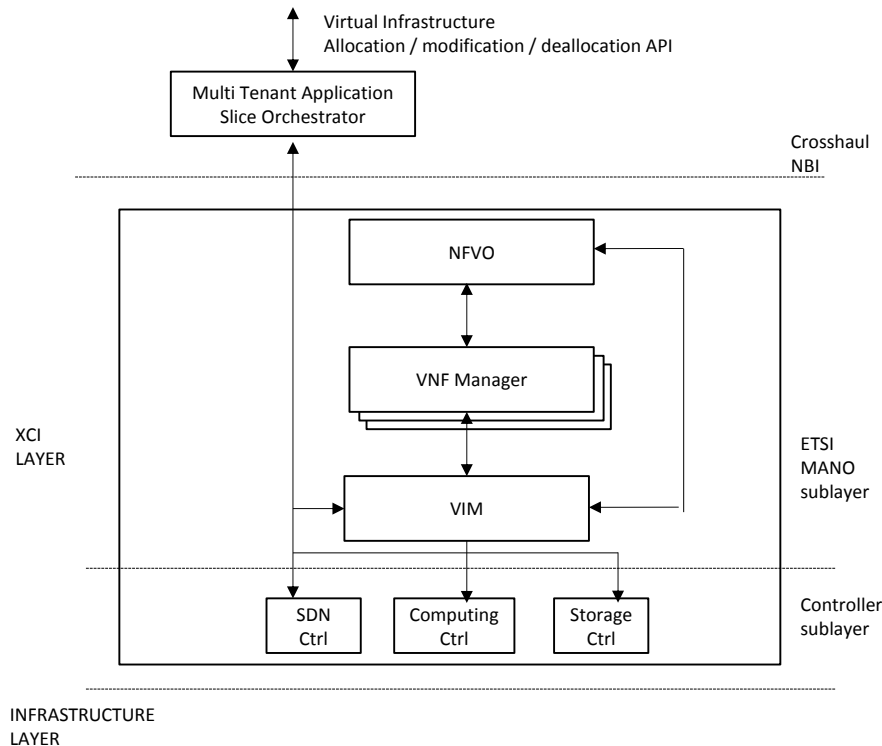 Virtual Infrastructure
Allocation / modification / deallocation API
Multi Tenant Application
Slice Orchestrator
Crosshaul
NBI
NFVO
VNF Manager
XCI
LAYER
ETSI
MANO
sublayer
VIM
SDN
Ctrl
Computing
Ctrl
Storage
Ctrl
Controller
sublayer
INFRASTRUCTURE
LAYER